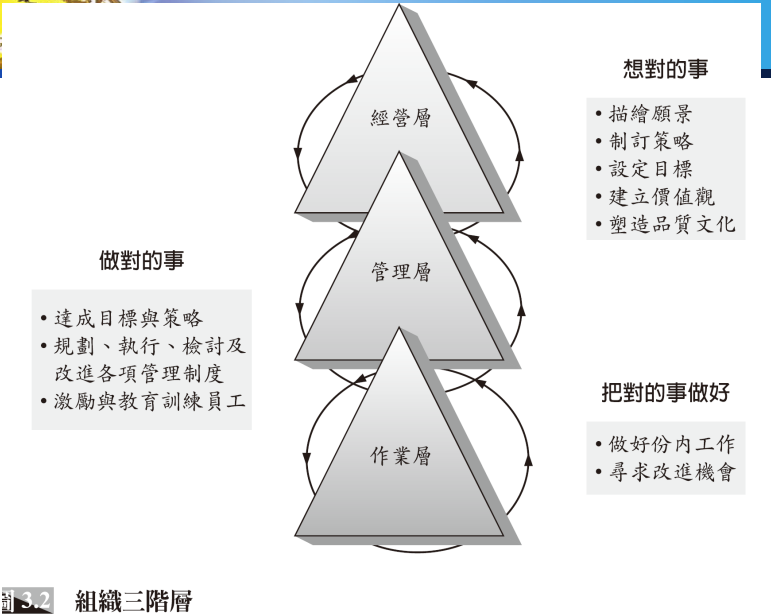 經營層
想對的事
• 描繪願景
• 制訂策略
• 設定目標
• 建立價值觀
• 塑造品質文化
管理層
做對的事
• 達成目標與策略
• 規劃、執行、檢討及
改進各項管理制度
• 激勵與教育訓練員工
作業層
把對的事做好
• 做好份内工作
• 尋求改進機會
圖 3.2 組織三階層